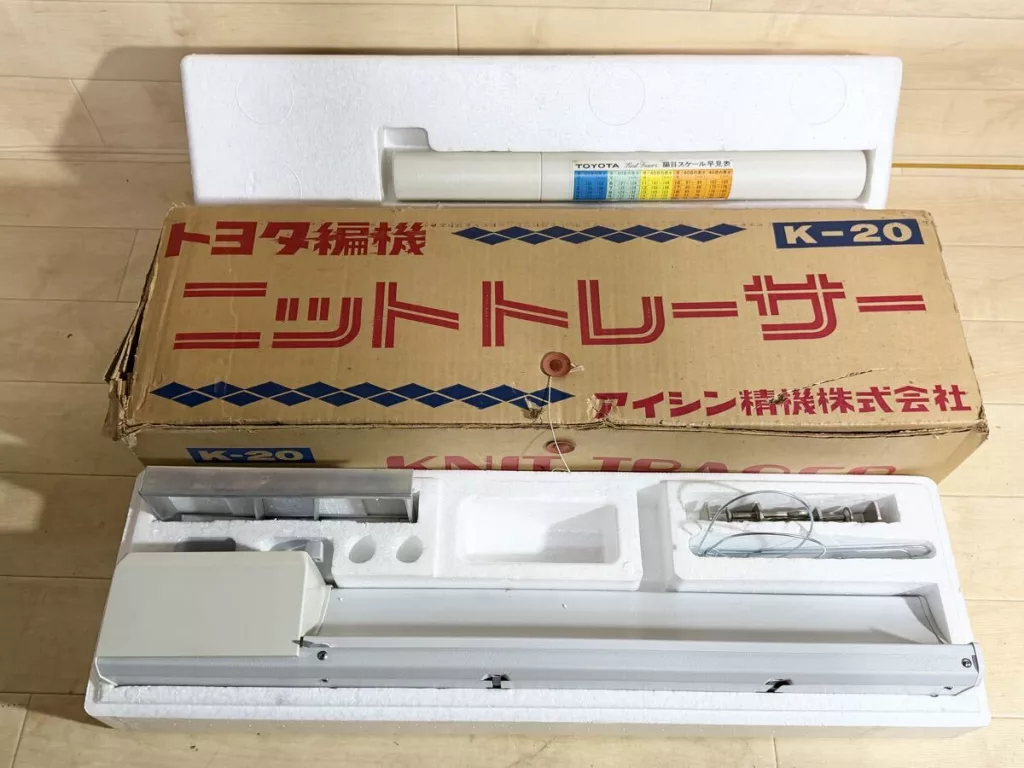 TOYOTA Knit Tracer 編目スケール早見表
トヨタ編機
K-20
ニットトレーサー
アイシン精機株式会社
K-20
KNIT TRACER